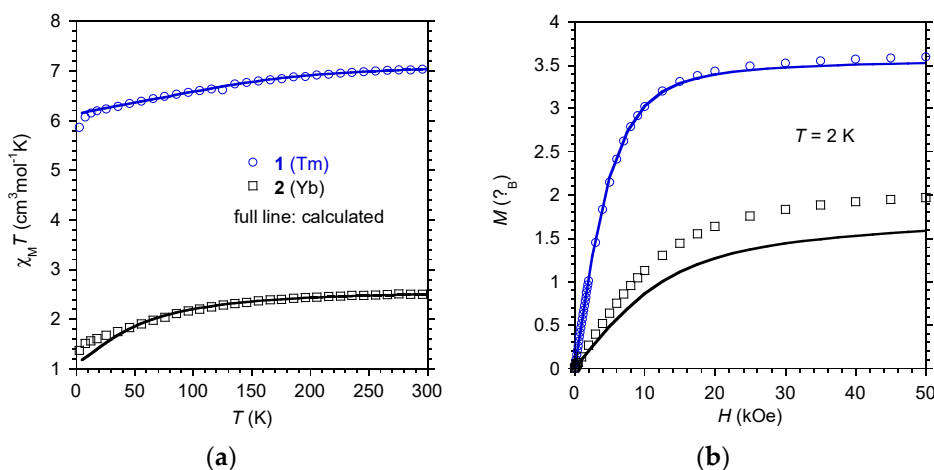 8
7
6
5
4
3
2
1
χMT (cm3mol-1K)
1 (Tm)
2 (Yb)
full line: calculated
0 50 100 150 200 250 300
T (K)
(a)
4
3.5
3
2.5
2
1.5
1
0.5
0
M (?B)
T = 2 K
0 10 20 30 40 50
H (kOe)
(b)